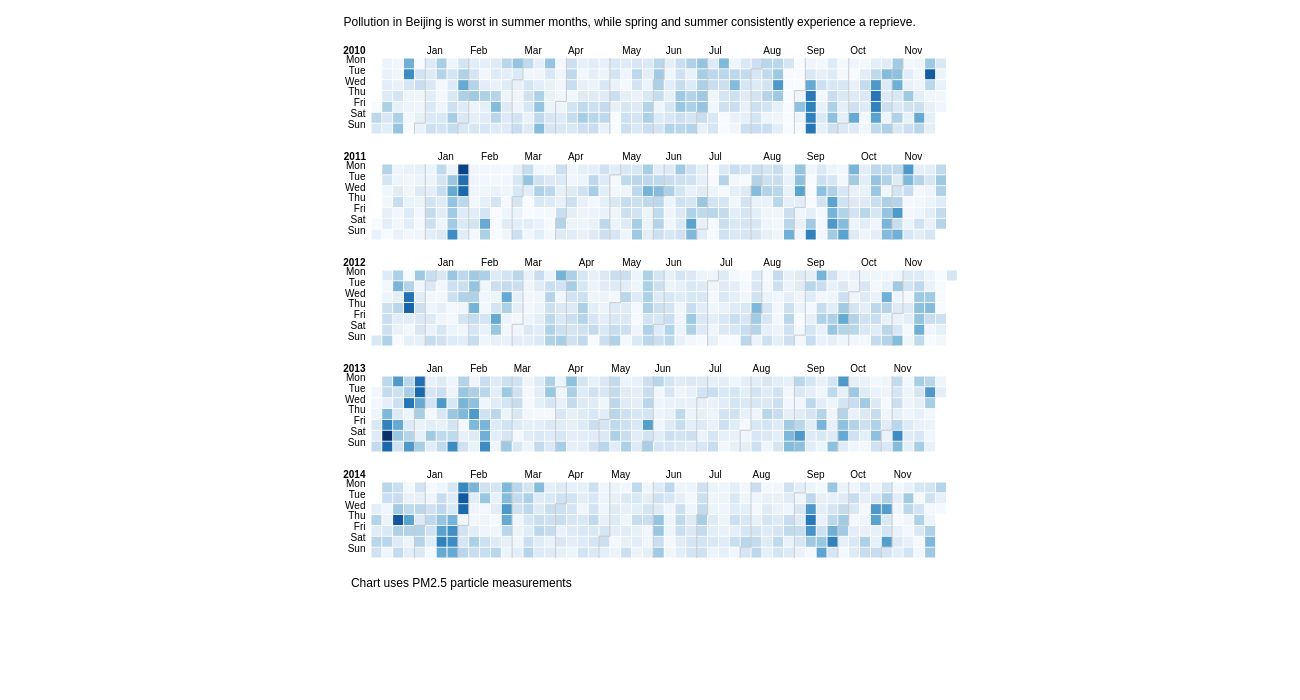 Pollution in Beijing is worst in summer months, while spring and summer consistently experience a reprieve.
2010 Jan Feb Mar Apr May Jun Jul Aug Sep Oct Nov
Mon
Tue
Wed
Thu
Fri
Sat
Sun
2011 Jan Feb Mar Apr May Jun Jul Aug Sep Oct Nov
Mon
Tue
Wed
Thu
Fri
Sat
Sun
2012 Jan Feb Mar Apr May Jun Jul Aug Sep Oct Nov
Mon
Tue
Wed
Thu
Fri
Sat
Sun
2013 Jan Feb Mar Apr May Jun Jul Aug Sep Oct Nov
Mon
Tue
Wed
Thu
Fri
Sat
Sun
2014 Jan Feb Mar Apr May Jun Jul Aug Sep Oct Nov
Mon
Tue
Wed
Thu
Fri
Sat
Sun
Chart uses PM2.5 particle measurements